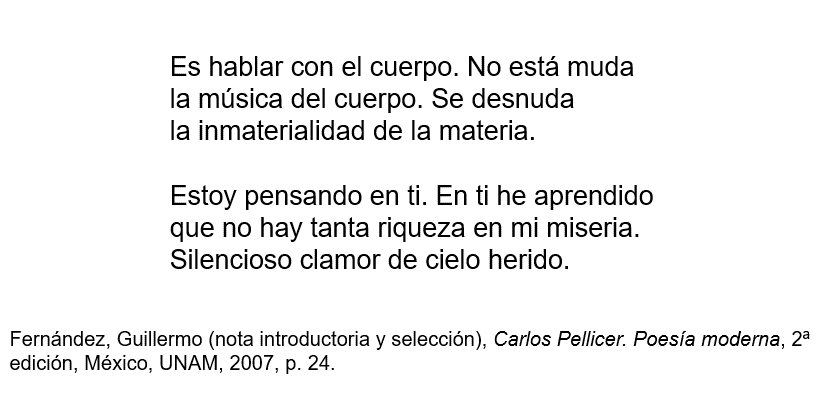 Es hablar con el cuerpo. No está muda
la música del cuerpo. Se desnuda
la inmaterialidad de la materia.
Estoy pensando en ti. En ti he aprendido
que no hay tanta riqueza en mi miseria.
Silencioso clamor de cielo herido.
Fernández, Guillermo (nota introductoria y selección), Carlos Pellicer. Poesía moderna, 2ª
edición, México, UNAM, 2007, p. 24.